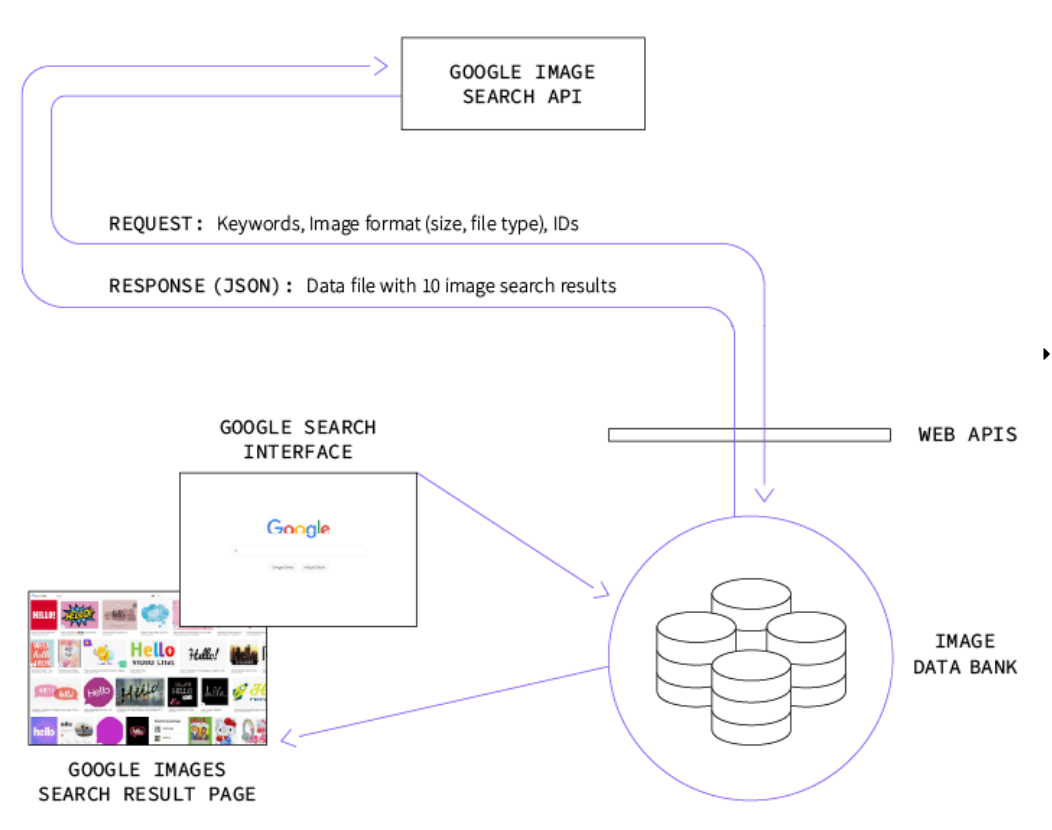 GOOGLE IMAGE
SEARCH API
REQUEST: Keywords, Image format (size, file type), IDs
RESPONSE (JSON): Data file with 10 image search results
WEB APIS
GOOGLE SEARCH
INTERFACE
Google
HELLO!
Hello
Hello!
Hello
HELLO
hello
hello
IMAGE
DATA BANK
GOOGLE IMAGES
SEARCH RESULT PAGE